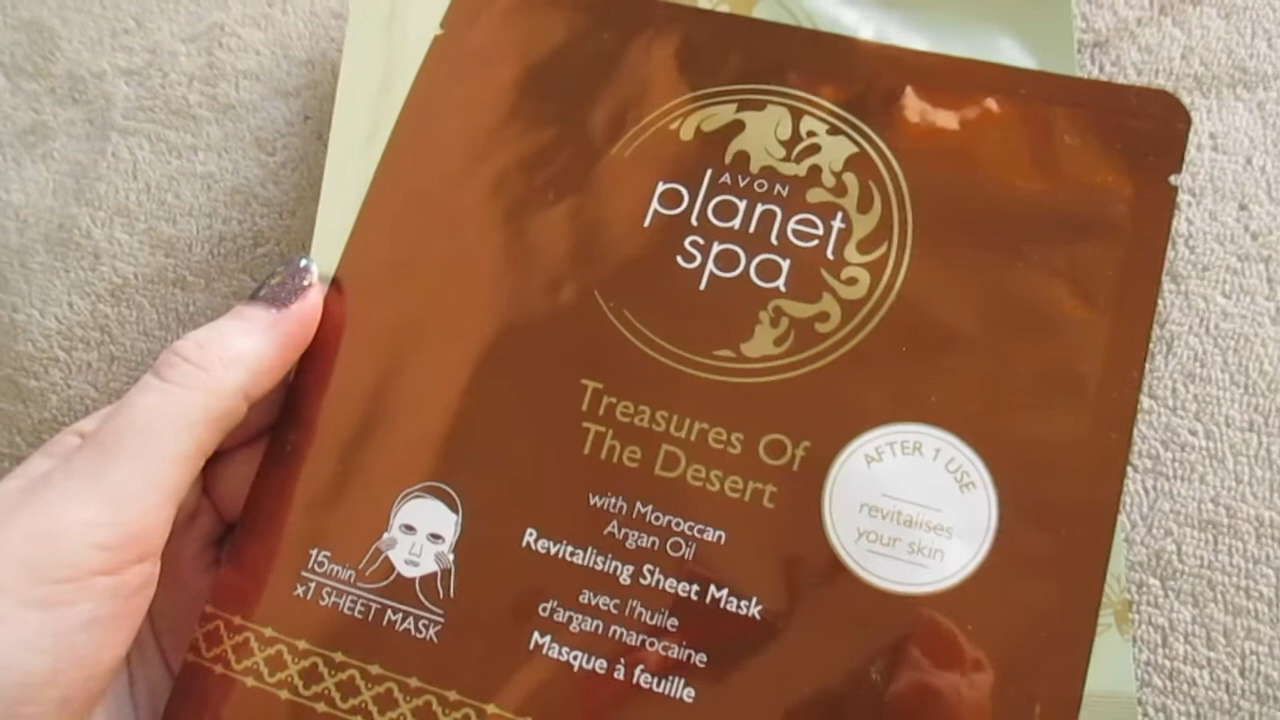 AVON
planet
spa
Treasures Of
The Desert
with Moroccan
Argan Oil
Revitalising Sheet Mask
avec l'huile
d'argan marocaine
Masque à feuille
AFTER 1 USE
revitalises
your skin
15min
x1 SHEET MASK